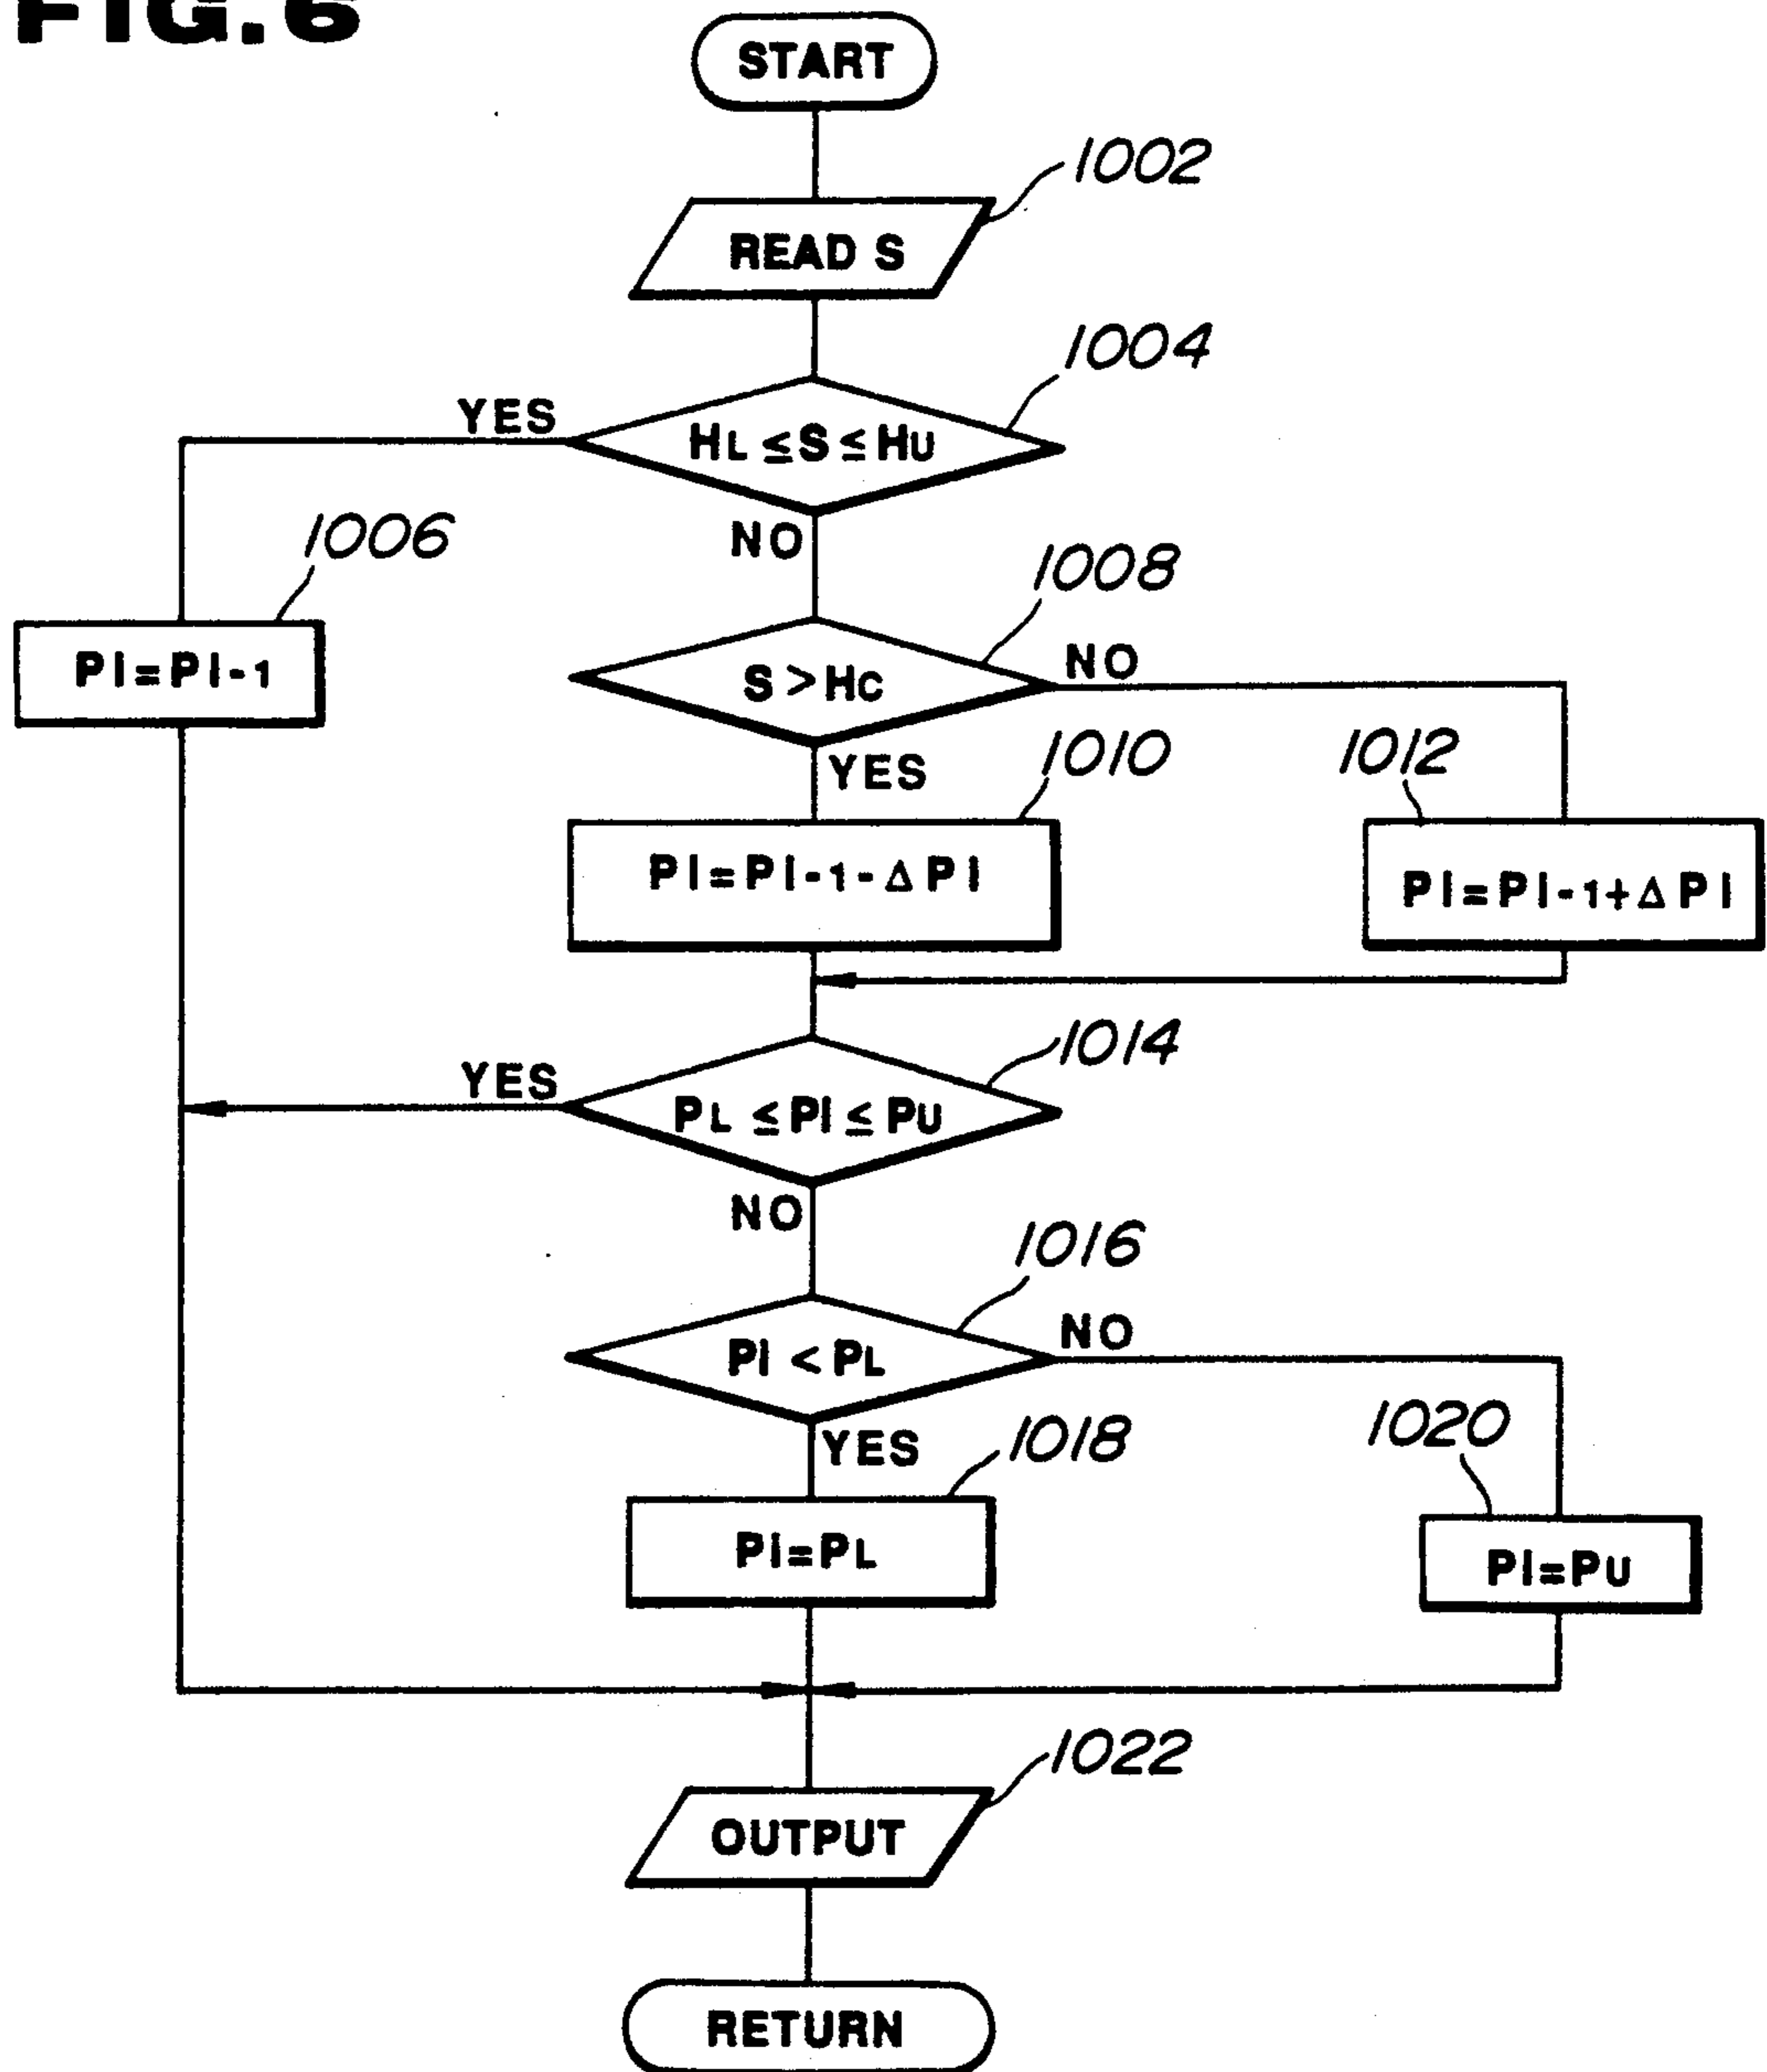 FIG.6
START
1002
READ S
1004
YES
HL ≤ S ≤ HU
NO
1006
PI=PI-1
1008
S > HC
NO
YES
1010
PI=PI-1-ΔPI
1012
PI=PI-1+ΔPI
1014
YES
PL ≤ PI ≤ PU
NO
1016
PI < PL
NO
YES
1018
PI=PL
1020
PI=PU
1022
OUTPUT
RETURN